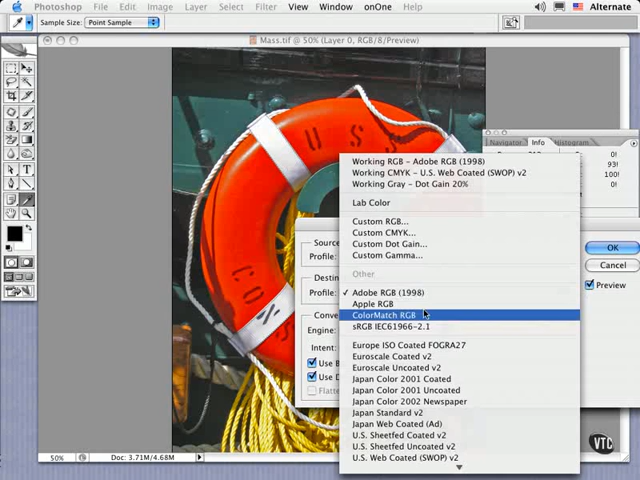 Photoshop File Edit Image Layer Select Filter View Window onOne Alternate
Sample Size: Point Sample
Mass.tif @ 50% (Layer 0, RGB/8/Preview)
Navigator Info Histogram
U S S
CO
Working RGB - Adobe RGB (1998)
Working CMYK - U.S. Web Coated (SWOP) v2
Working Gray - Dot Gain 20%
Lab Color
Custom RGB...
Custom CMYK...
Custom Dot Gain...
Custom Gamma...
Other
✓ Adobe RGB (1998)
Apple RGB
ColorMatch RGB
sRGB IEC61966-2.1
Europe ISO Coated FOGRA27
Euroscale Coated v2
Euroscale Uncoated v2
Japan Color 2001 Coated
Japan Color 2001 Uncoated
Japan Color 2002 Newspaper
Japan Standard v2
Japan Web Coated (Ad)
U.S. Sheetfed Coated v2
U.S. Sheetfed Uncoated v2
U.S. Web Coated (SWOP) v2
Source
Profile:
Destin
Profile:
Conve
Engine:
Intent:
Use B
Use D
Flatte
0!
93!
100!
0!
OK
Cancel
Preview
50% Doc: 3.71M/4.68M
VTC